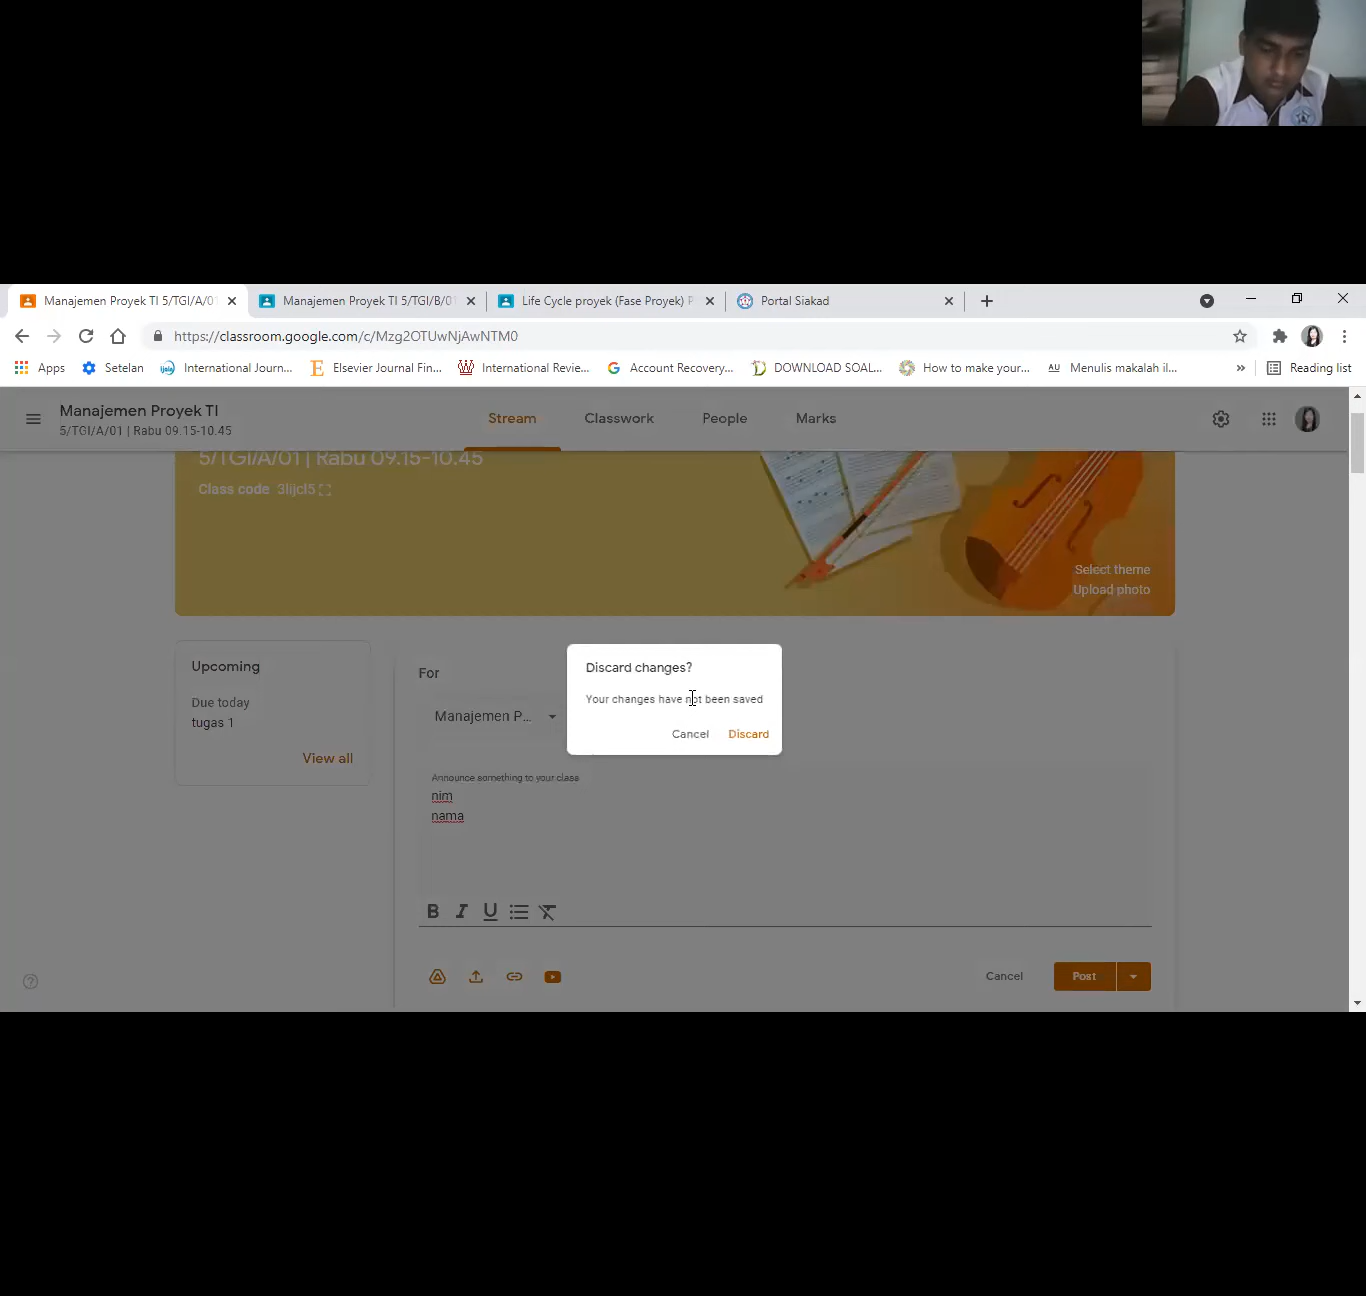 Manajemen Proyek TI 5/TGI/A/01
Manajemen Proyek TI 5/TGI/B/01
Life Cycle proyek (Fase Proyek) P
Portal Siakad
https://classroom.google.com/c/Mzg2OTUwNjAwNTM0
Apps
Setelan
International Journ...
Elsevier Journal Fin...
International Revie...
Account Recovery...
DOWNLOAD SOAL...
How to make your...
AU Menulis makalah il...
»
Reading list
Manajemen Proyek TI
5/TGI/A/01 | Rabu 09.15-10.45
Stream
Classwork
People
Marks
5/TGI/A/01 | Rabu 09.15-10.45
Class code 3lijcl5
Select theme
Upload photo
Upcoming
Due today
tugas 1
View all
For
Manajemen P...
Discard changes?
Your changes have not been saved
Cancel
Discard
Announce something to your class
nim
nama
B I U
Cancel
Post